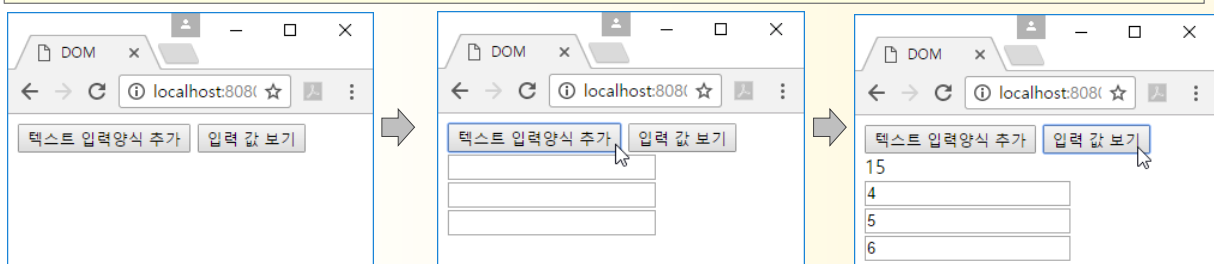 DOM
localhost:808(
텍스트 입력양식 추가 입력 값 보기
DOM
localhost:808(
텍스트 입력양식 추가 입력 값 보기
DOM
localhost:808(
텍스트 입력양식 추가 입력 값 보기
15
4
5
6